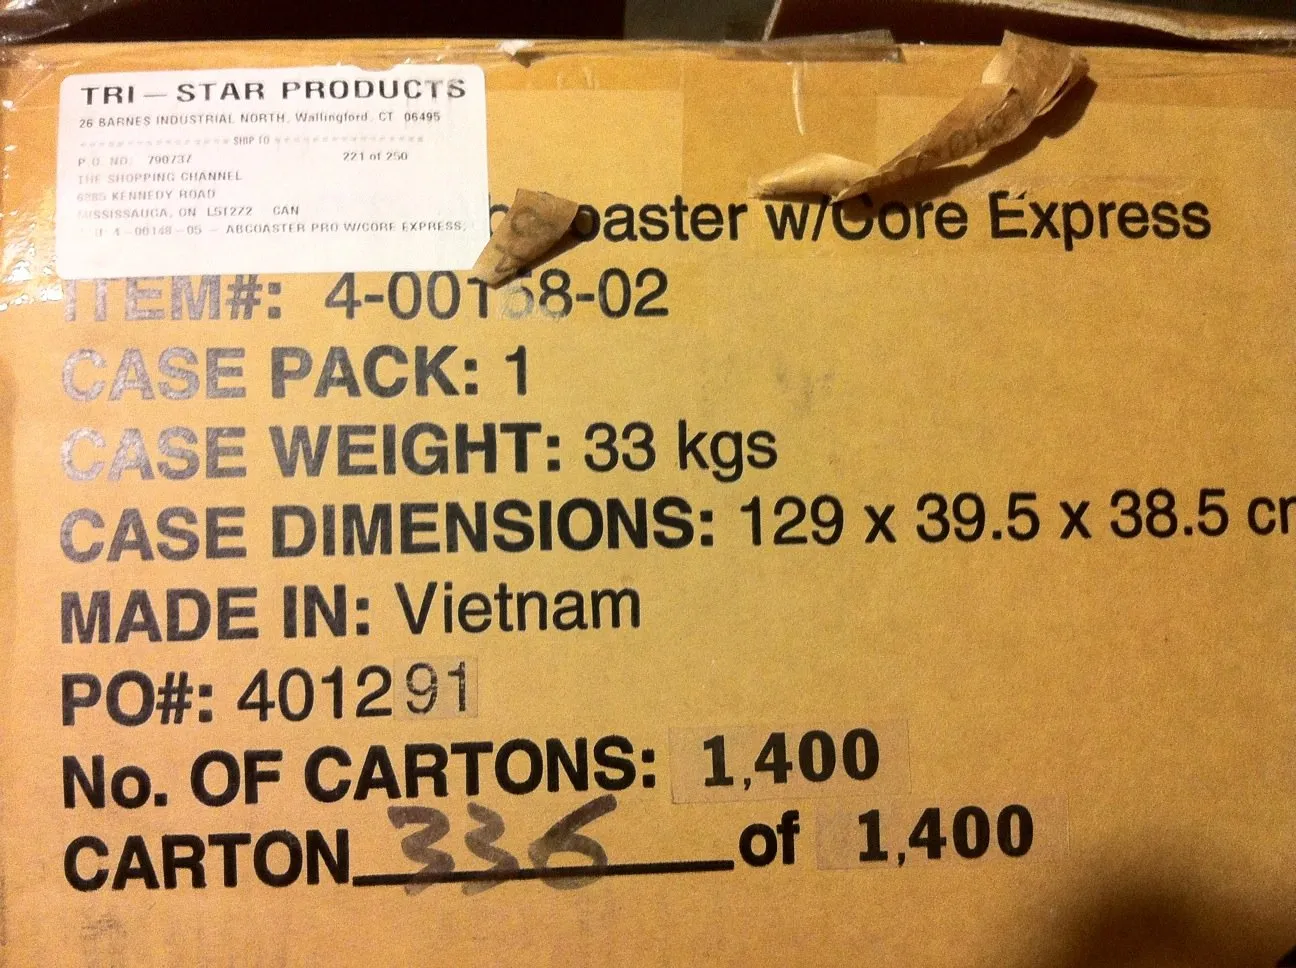 TRI – STAR PRODUCTS
26 BARNES INDUSTRIAL NORTH, Wallingford, CT 06495
SHIP TO
P.O. NO: 790737 221 of 250
THE SHOPPING CHANNEL
6285 KENNEDY ROAD
MISSISSAUGA, ON L5T2Z2 CAN
4-00148-05 - ABCOASTER PRO W/CORE EXPRESS,
coaster w/Core Express
ITEM#: 4-00158-02
CASE PACK: 1
CASE WEIGHT: 33 kgs
CASE DIMENSIONS: 129 x 39.5 x 38.5 cm
MADE IN: Vietnam
PO#: 401291
No. OF CARTONS: 1,400
CARTON 336 of 1,400